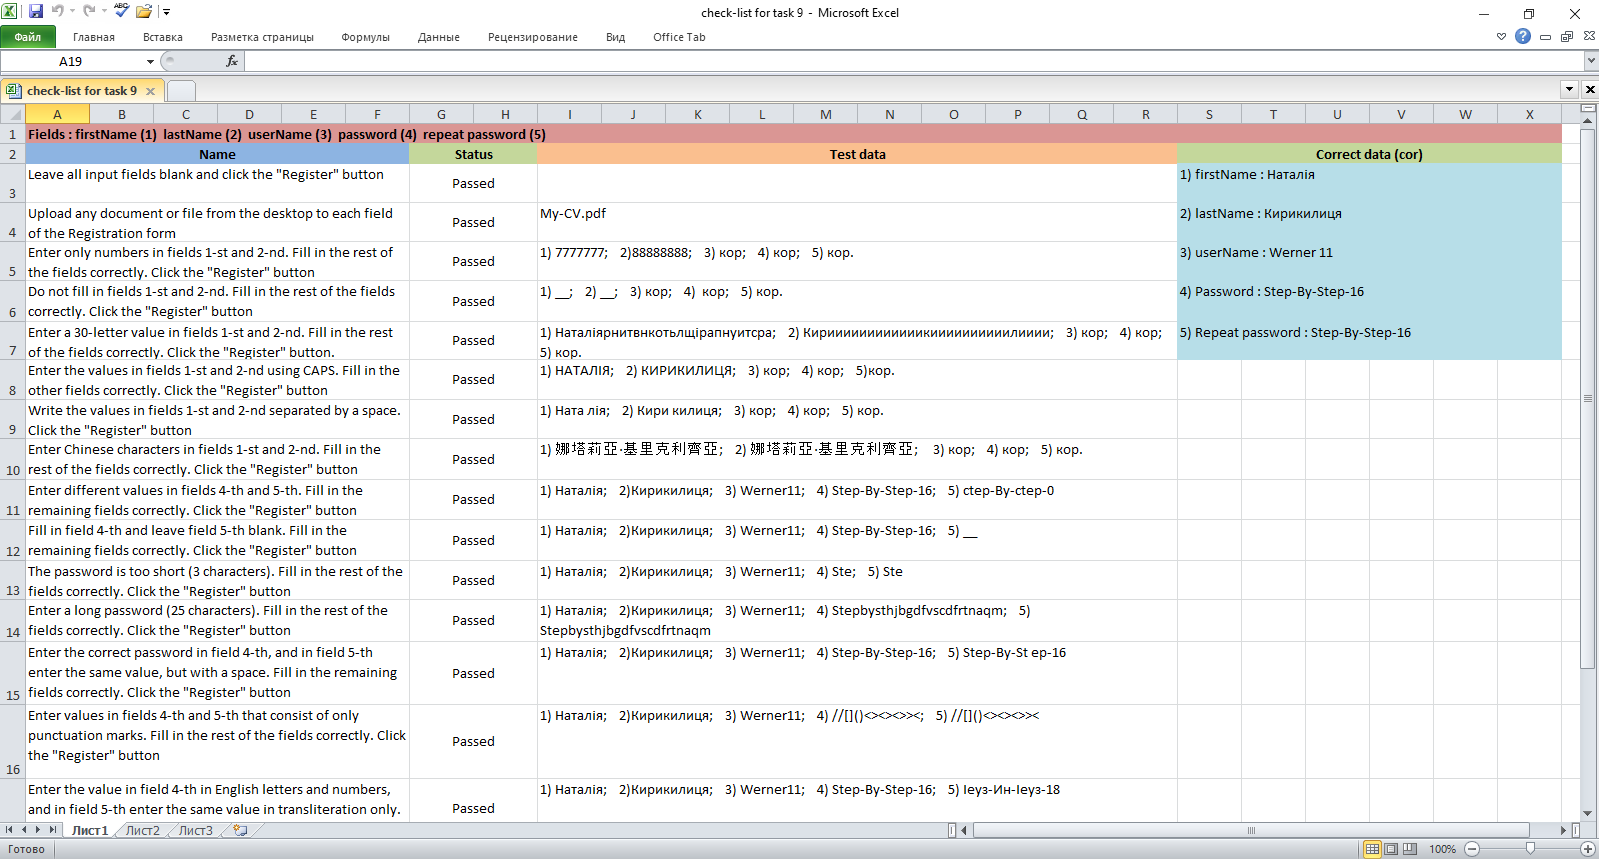 check-list for task 9 - Microsoft Excel
Файл Главная Вставка Разметка страницы Формулы Данные Рецензирование Вид Office Tab
A19 fx
check-list for task 9
A B C D E F G H I J K L M N O P Q R S T U V W X
1 Fields : firstName (1) lastName (2) userName (3) password (4) repeat password (5)
2 Name Status Test data Correct data (cor)
3 Leave all input fields blank and click the "Register" button Passed 1) firstName : Наталія
4 Upload any document or file from the desktop to each field
of the Registration form Passed My-CV.pdf 2) lastName : Кирикилиця
5 Enter only numbers in fields 1-st and 2-nd. Fill in the rest of
the fields correctly. Click the "Register" button Passed 1) 7777777; 2)88888888; 3) кор; 4) кор; 5) кор. 3) userName : Werner 11
6 Do not fill in fields 1-st and 2-nd. Fill in the rest of the fields
correctly. Click the "Register" button Passed 1) __; 2) __; 3) кор; 4) кор; 5) кор. 4) Password : Step-By-Step-16
7 Enter a 30-letter value in fields 1-st and 2-nd. Fill in the rest
of the fields correctly. Click the "Register" button. Passed 1) Наталіярнитвнкотьлщірапнуитсра; 2) Кириииииииииииикиииииииииилииии; 3) кор; 4) кор;
5) кор. 5) Repeat password : Step-By-Step-16
8 Enter the values in fields 1-st and 2-nd using CAPS. Fill in the
other fields correctly. Click the "Register" button Passed 1) НАТАЛІЯ; 2) КИРИКИЛИЦЯ; 3) кор; 4) кор; 5)кор.
9 Write the values in fields 1-st and 2-nd separated by a space.
Click the "Register" button Passed 1) Ната лія; 2) Кири килиця; 3) кор; 4) кор; 5) кор.
10 Enter Chinese characters in fields 1-st and 2-nd. Fill in the
rest of the fields correctly. Click the "Register" button Passed 1) 娜塔莉亞·基里克利齊亞; 2) 娜塔莉亞·基里克利齊亞; 3) кор; 4) кор; 5) кор.
11 Enter different values in fields 4-th and 5-th. Fill in the
remaining fields correctly. Click the "Register" button Passed 1) Наталія; 2)Кирикилиця; 3) Werner11; 4) Step-By-Step-16; 5) cтep-By-cтep-0
12 Fill in field 4-th and leave field 5-th blank. Fill in the
remaining fields correctly. Click the "Register" button Passed 1) Наталія; 2)Кирикилиця; 3) Werner11; 4) Step-By-Step-16; 5) __
13 The password is too short (3 characters). Fill in the rest of the
fields correctly. Click the "Register" button Passed 1) Наталія; 2)Кирикилиця; 3) Werner11; 4) Ste; 5) Ste
14 Enter a long password (25 characters). Fill in the rest of the
fields correctly. Click the "Register" button Passed 1) Наталія; 2)Кирикилиця; 3) Werner11; 4) Stepbysthjbgdfvscdfrtnaqm; 5)
Stepbysthjbgdfvscdfrtnaqm
15 Enter the correct password in field 4-th, and in field 5-th
enter the same value, but with a space. Fill in the remaining
fields correctly. Click the "Register" button Passed 1) Наталія; 2)Кирикилиця; 3) Werner11; 4) Step-By-Step-16; 5) Step-By-St ep-16
16 Enter values in fields 4-th and 5-th that consist of only
punctuation marks. Fill in the rest of the fields correctly. Click
the "Register" button Passed 1) Наталія; 2)Кирикилиця; 3) Werner11; 4) //[]()<><><>><; 5) //[]()<><><>><
Enter the value in field 4-th in English letters and numbers,
and in field 5-th enter the same value in transliteration only. Passed 1) Наталія; 2)Кирикилиця; 3) Werner11; 4) Step-By-Step-16; 5) Іеуз-Ин-Іеуз-18
Лист1 Лист2 Лист3
Готово 100%